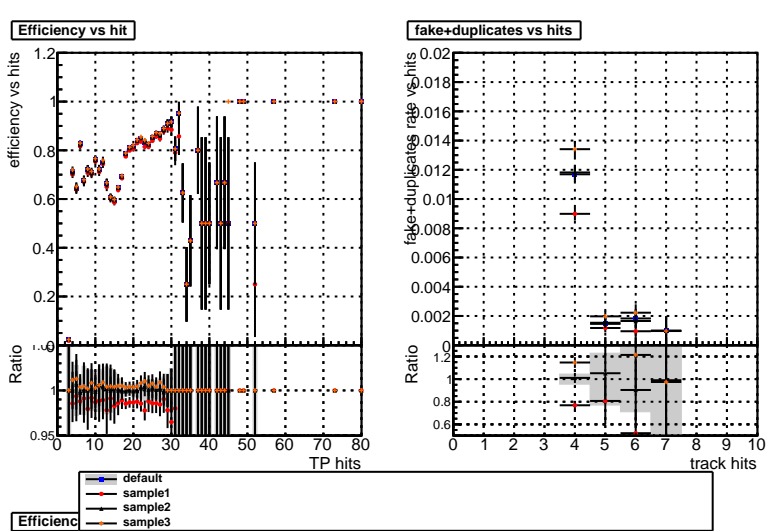 Efficiency vs hit
fake+duplicates vs hits
efficiency vs hits
1.2
1
0.8
0.6
0.4
0.2
0
Ratio
1
0.95
0 10 20 30 40 50 60 70 80
TP hits
fake+duplicates rate vs hits
0.02
0.018
0.016
0.014
0.012
0.01
0.008
0.006
0.004
0.002
0
Ratio
1.2
1
0.8
0.6
0 1 2 3 4 5 6 7 8 9 10
track hits
default
sample1
sample2
sample3
Efficienc